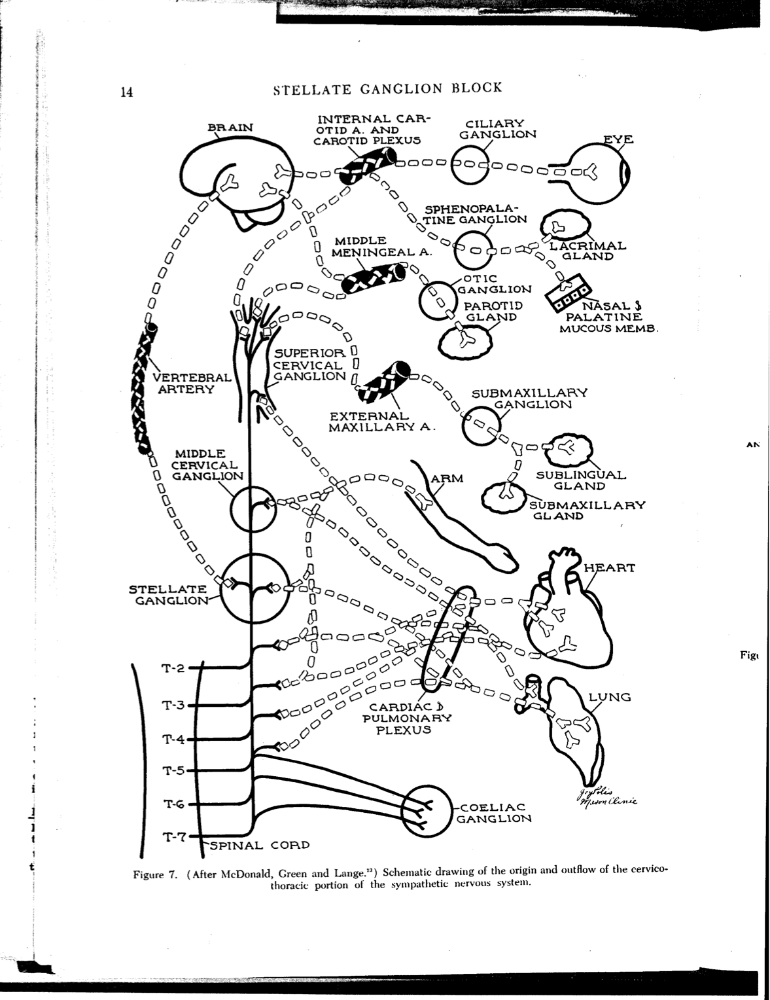 14
STELLATE GANGLION BLOCK
BRAIN
INTERNAL CAR-
OTID A. AND
CAROTID PLEXUS
CILIARY
GANGLION
EYE
SPHENOPALA-
TINE GANGLION
LACRIMAL
GLAND
MIDDLE
MENINGEAL A.
OTIC
GANGLION
PAROTID
GLAND
NASAL &
PALATINE
MUCOUS MEMB.
SUPERIOR
CERVICAL
GANGLION
VERTEBRAL
ARTERY
EXTERNAL
MAXILLARY A.
SUBMAXILLARY
GANGLION
SUBLINGUAL
GLAND
SUBMAXILLARY
GLAND
MIDDLE
CERVICAL
GANGLION
ARM
HEART
STELLATE
GANGLION
T-2
T-3
T-4
T-5
T-6
T-7
CARDIAC &
PULMONARY
PLEXUS
LUNG
COELIAC
GANGLION
SPINAL CORD
Clinic
Figure 7. (After McDonald, Green and Lange.¹³) Schematic drawing of the origin and outflow of the cervico-
thoracic portion of the sympathetic nervous system.
AN